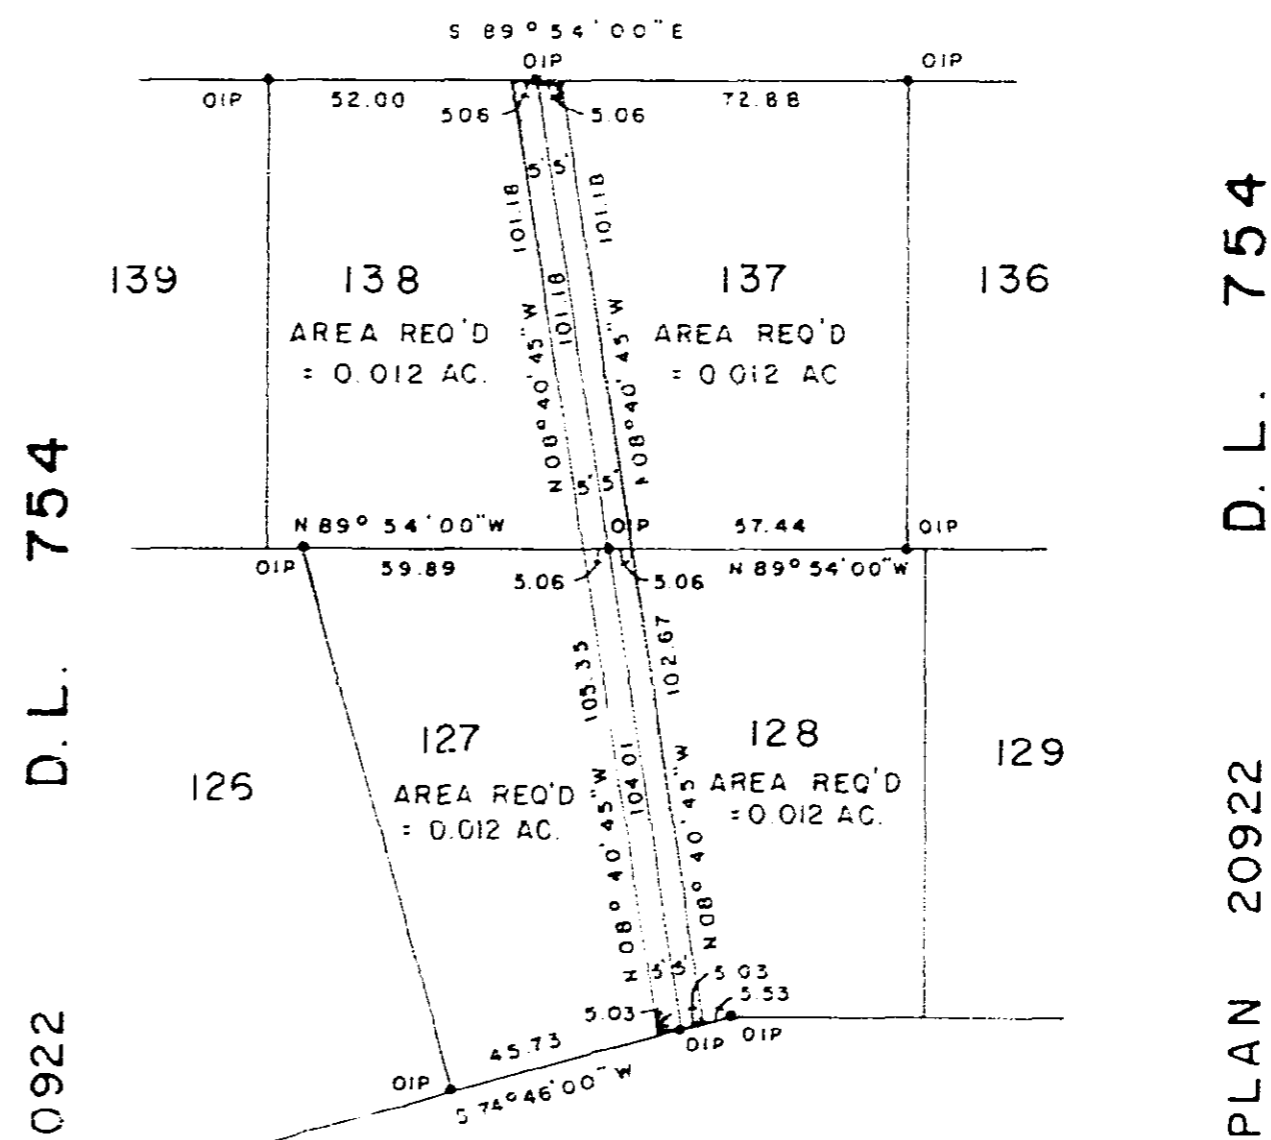 S 89° 54' 00" E
OIP
OIP
OIP
52.00
5.06
5.06
72.88
5' 5'
101.18
101.18
101.18
139
138
AREA REQ'D
= 0.012 AC.
137
AREA REQ'D
= 0.012 AC
136
N 08° 40' 45" W
N 08° 40' 45" W
5' 5'
D. L. 754
D. L. 754
N 89° 54' 00" W
OIP
57.44
OIP
OIP
59.89
5.06
5.06
N 89° 54' 00" W
105.35
104.01
102.67
126
127
AREA REQ'D
= 0.012 AC.
128
AREA REQ'D
= 0.012 AC.
129
N 08° 40' 45" W
N 08° 40' 45" W
5' 5'
5.03
5.03
5.53
45.73
OIP
OIP
OIP
S 74° 46' 00" W
0922
PLAN 20922